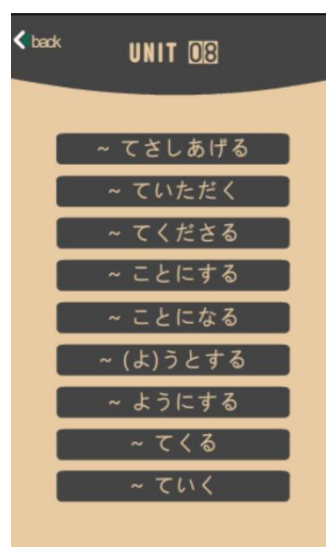 back
UNIT 08
~ てさしあげる
~ ていただく
~ てくださる
~ ことにする
~ ことになる
~ (よ)うとする
~ ようにする
~ てくる
~ ていく